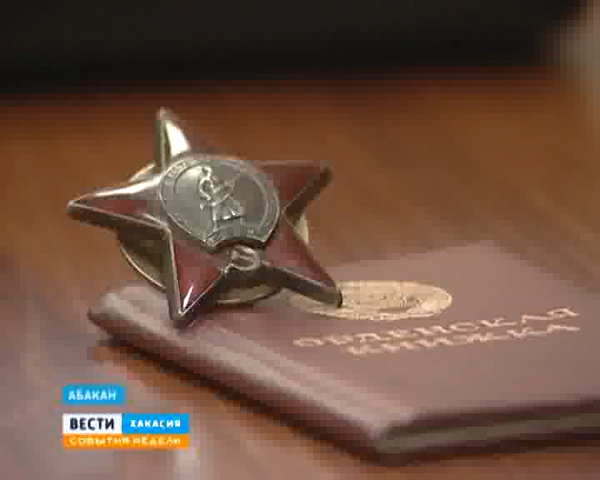 ОРДЕНСКАЯ
КНИЖКА
АБАКАН
ВЕСТИ ХАКАСИЯ
СОБЫТИЯ НЕДЕЛИ